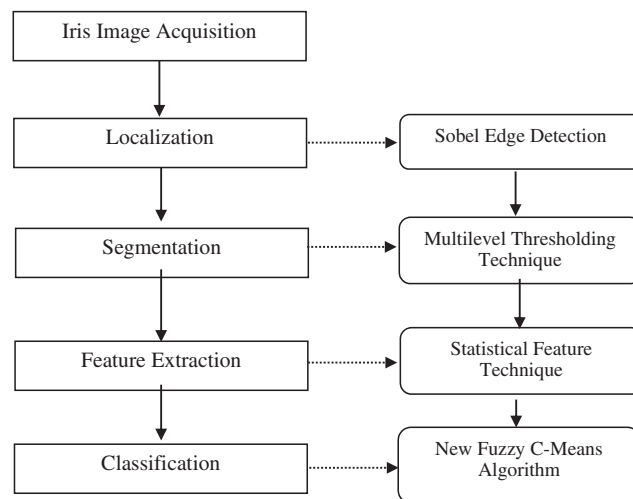 Iris Image Acquisition
Localization
Sobel Edge Detection
Segmentation
Multilevel Thresholding
Technique
Feature Extraction
Statistical Feature
Technique
Classification
New Fuzzy C-Means
Algorithm